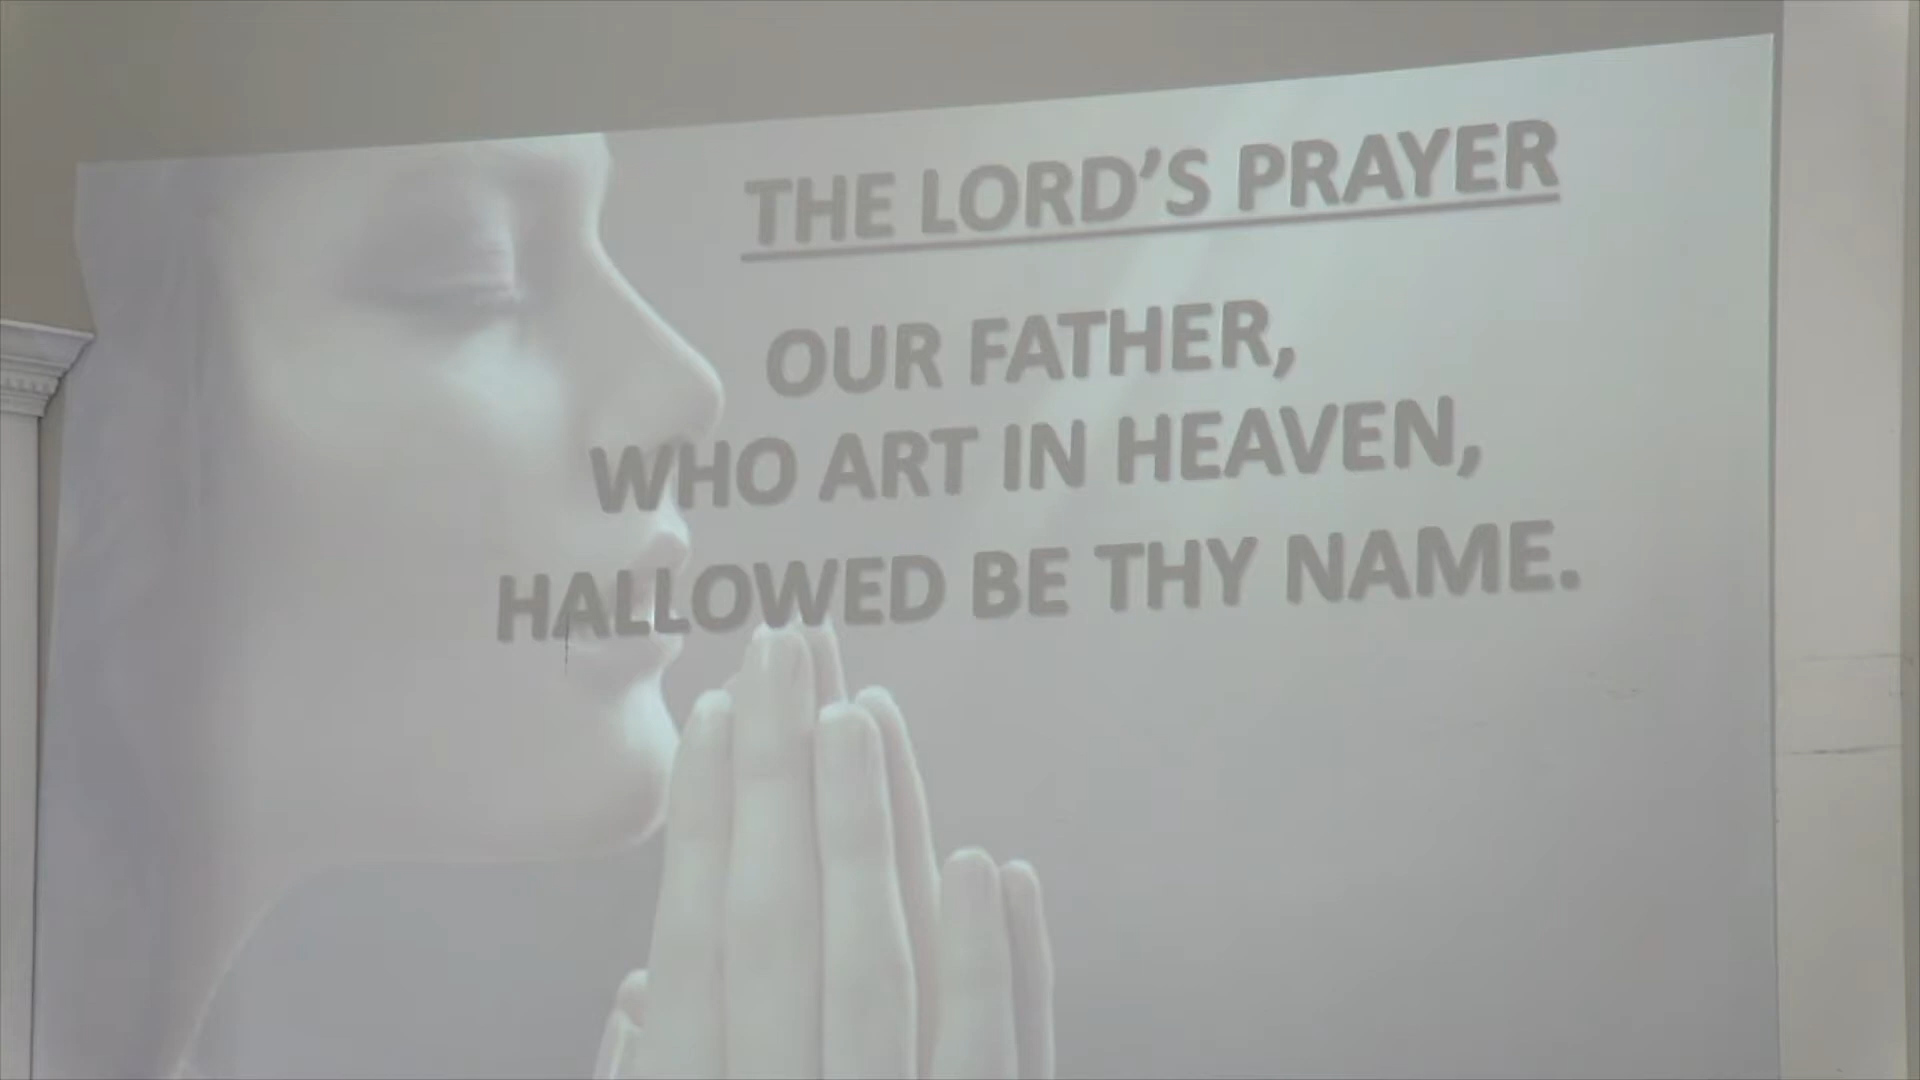 THE LORD’S PRAYER
OUR FATHER,
WHO ART IN HEAVEN,
HALLOWED BE THY NAME.